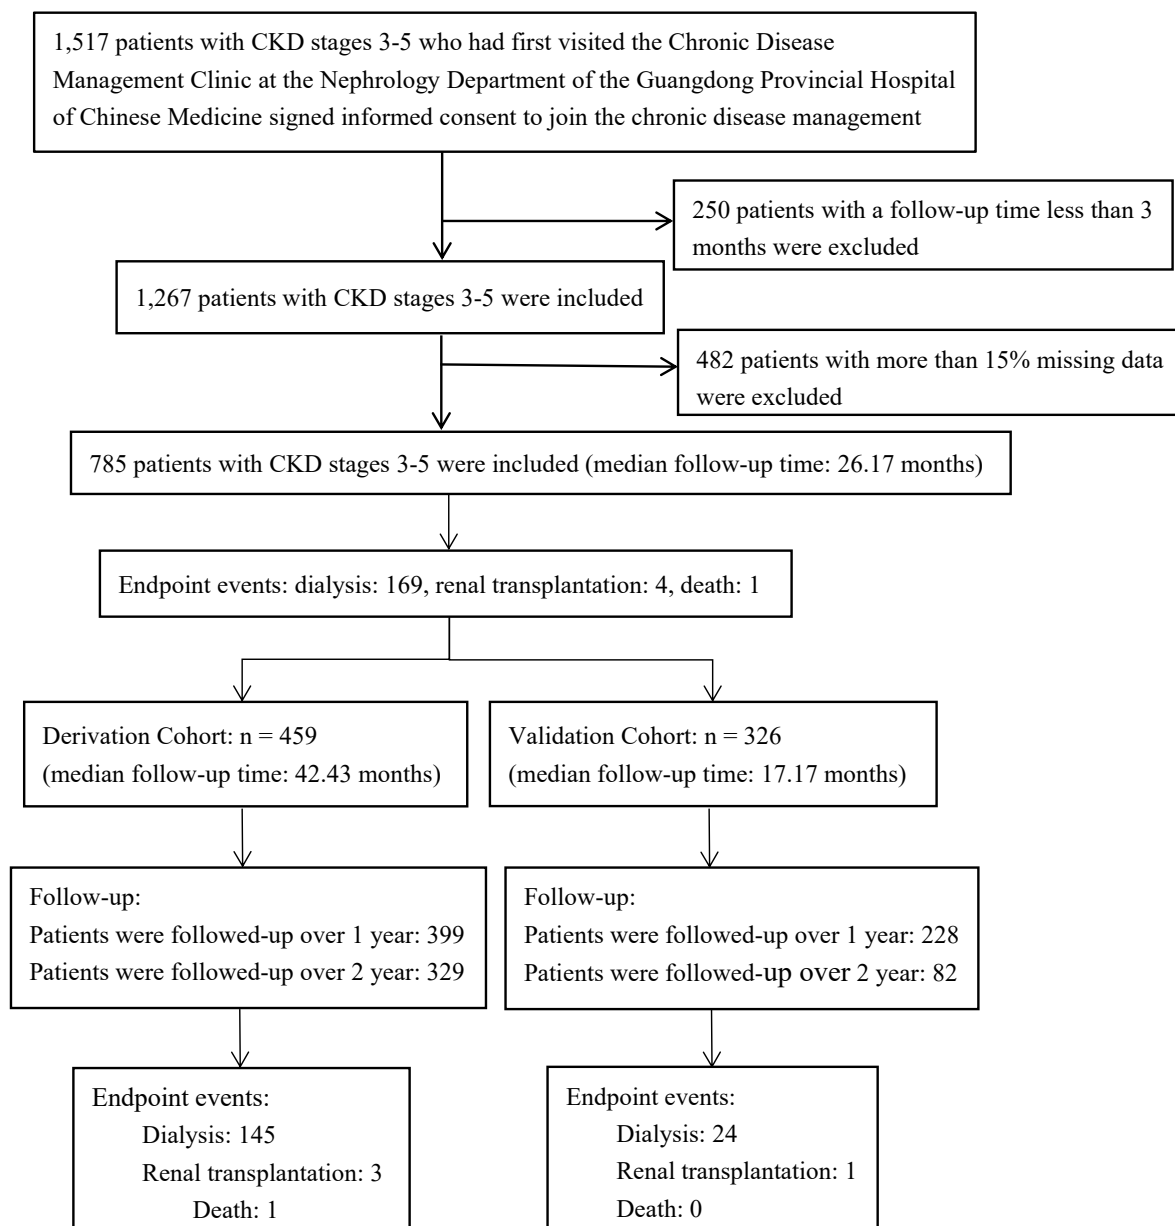 1,517 patients with CKD stages 3-5 who had first visited the Chronic Disease
Management Clinic at the Nephrology Department of the Guangdong Provincial Hospital
of Chinese Medicine signed informed consent to join the chronic disease management
250 patients with a follow-up time less than 3
months were excluded
1,267 patients with CKD stages 3-5 were included
482 patients with more than 15% missing data
were excluded
785 patients with CKD stages 3-5 were included (median follow-up time: 26.17 months)
Endpoint events: dialysis: 169, renal transplantation: 4, death: 1
Derivation Cohort: n = 459
(median follow-up time: 42.43 months)
Validation Cohort: n = 326
(median follow-up time: 17.17 months)
Follow-up:
Patients were followed-up over 1 year: 399
Patients were followed-up over 2 year: 329
Follow-up:
Patients were followed-up over 1 year: 228
Patients were followed-up over 2 year: 82
Endpoint events:
Dialysis: 145
Renal transplantation: 3
Death: 1
Endpoint events:
Dialysis: 24
Renal transplantation: 1
Death: 0